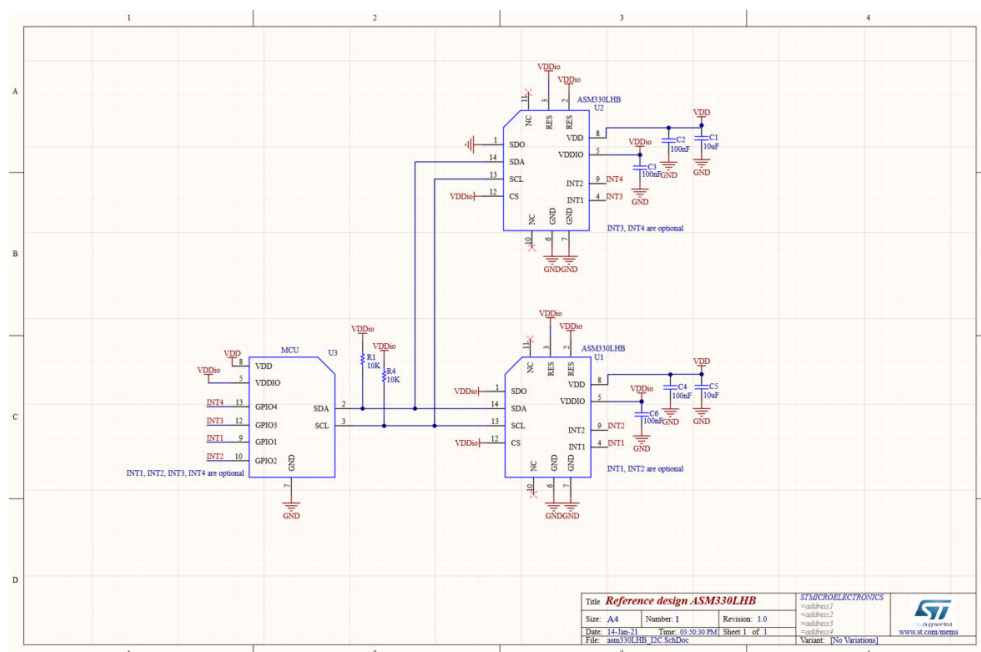 1 2 3 4
A
B
C
D
VDDio
VDDio
ASM330LHB
U2
11 3 2
NC RES RES
VDD 8
VDD
C2
100nF
C1
10uF
GND
GND
1 SDO
14 SDA
13 SCL
VDDio 12 CS
VDDIO 5
VDDio
C3
100nF
GND
INT2 9 INT4
INT1 4 INT3
NC GND GND
10 6 7
GND GND
INT3, INT4 are optional
VDDio
VDDio
ASM330LHB
U1
11 3 2
NC RES RES
VDD 8
VDD
C4
100nF
C5
10uF
GND
GND
VDDio 1 SDO
14 SDA
13 SCL
VDDio 12 CS
VDDIO 5
VDDio
C6
100nF
GND
INT2 9 INT2
INT1 4 INT1
NC GND GND
10 6 7
GND GND
INT1, INT2 are optional
VDDio
R1
10K
VDDio
R4
10K
MCU U3
VDD 8 VDD
VDDio 5 VDDIO
INT4 13 GPIO4
INT3 12 GPIO3
INT1 9 GPIO1
INT2 10 GPIO2
SDA 2
SCL 3
GND
7
GND
INT1, INT2, INT3, INT4 are optional
Title Reference design ASM330LHB
Size: A4 Number: 1 Revision: 1.0
Date: 14-Jan-21 Time: 03:50:30 PM Sheet 1 of 1
File: asm330LHB_I2C.SchDoc
STMICROELECTRONICS
=address1
=address2
=address3
=address4
Variant: [No Variations]
ST
augmented
www.st.com/mems